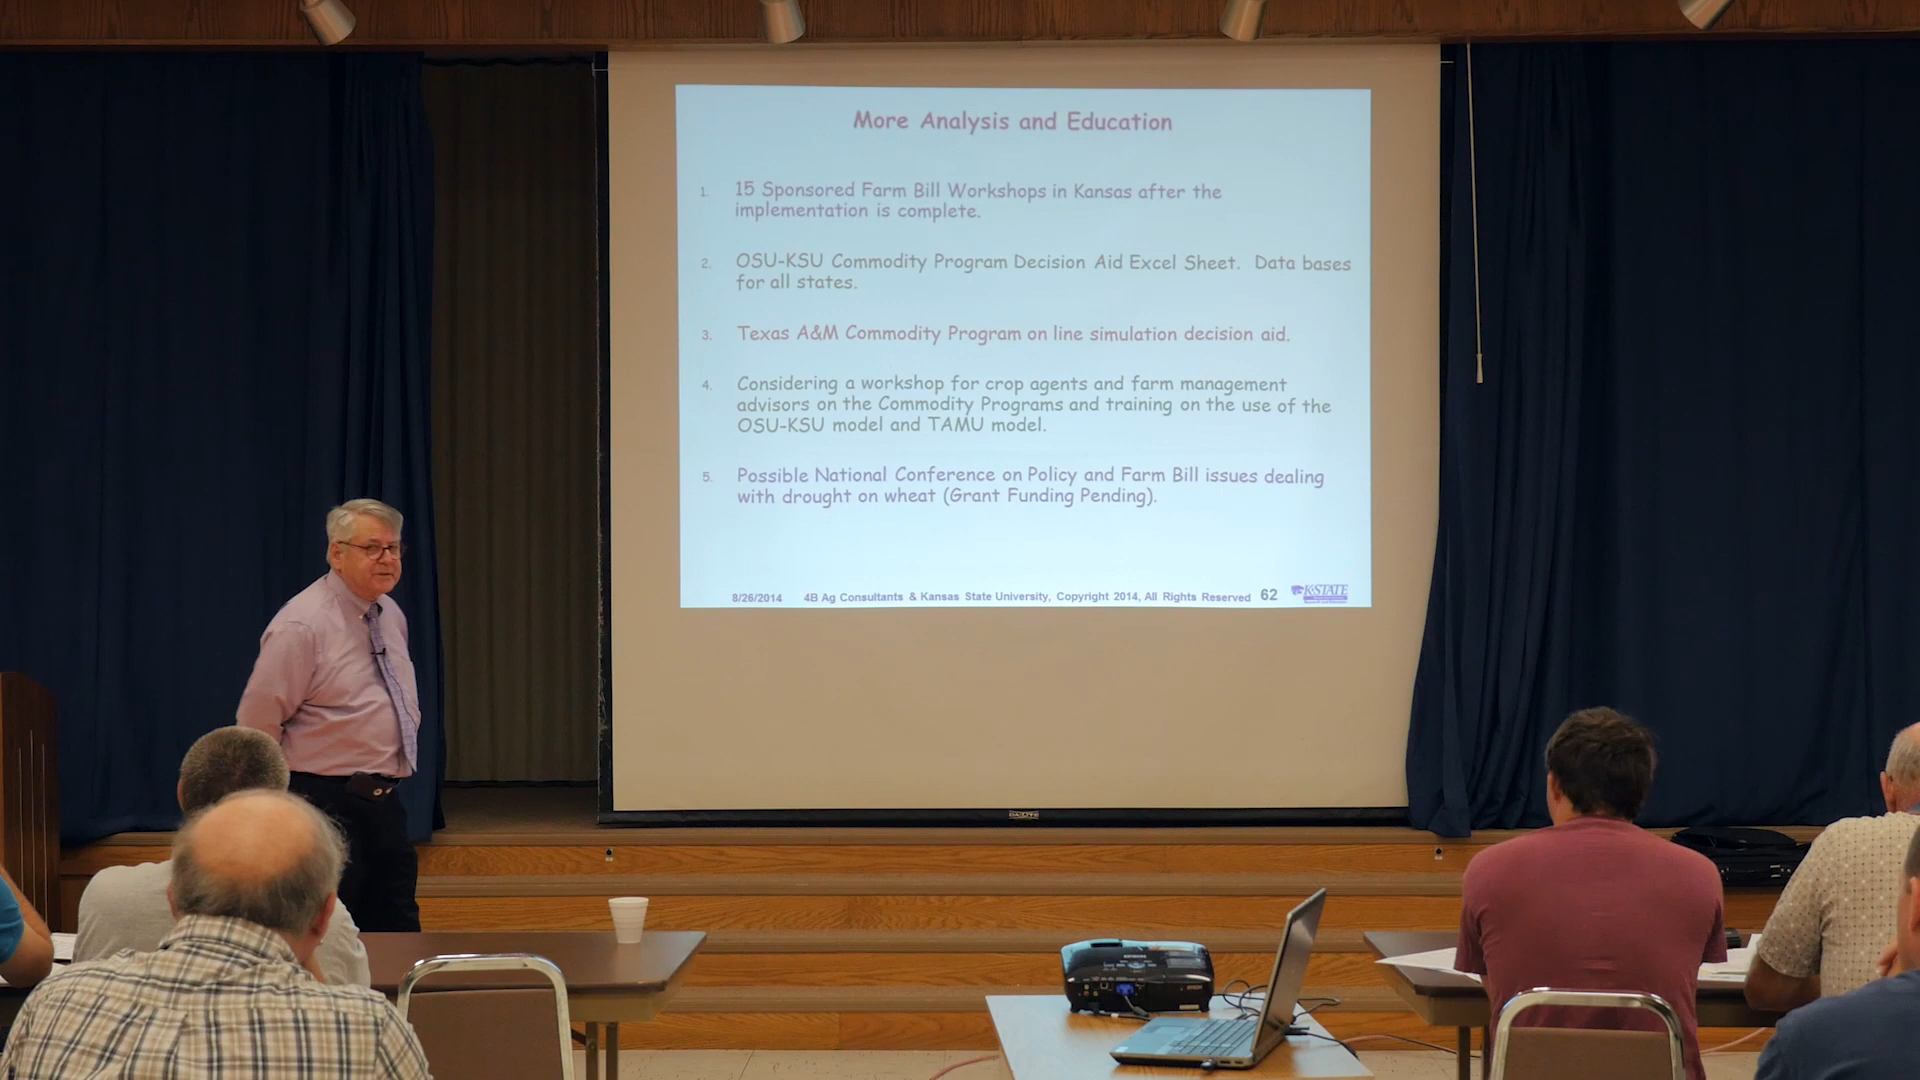 More Analysis and Education
1. 15 Sponsored Farm Bill Workshops in Kansas after the
implementation is complete.
2. OSU-KSU Commodity Program Decision Aid Excel Sheet. Data bases
for all states.
3. Texas A&M Commodity Program on line simulation decision aid.
4. Considering a workshop for crop agents and farm management
advisors on the Commodity Programs and training on the use of the
OSU-KSU model and TAMU model.
5. Possible National Conference on Policy and Farm Bill issues dealing
with drought on wheat (Grant Funding Pending).
8/26/2014 4B Ag Consultants & Kansas State University, Copyright 2014, All Rights Reserved 62 K-STATE
DA-LITE
EPSON